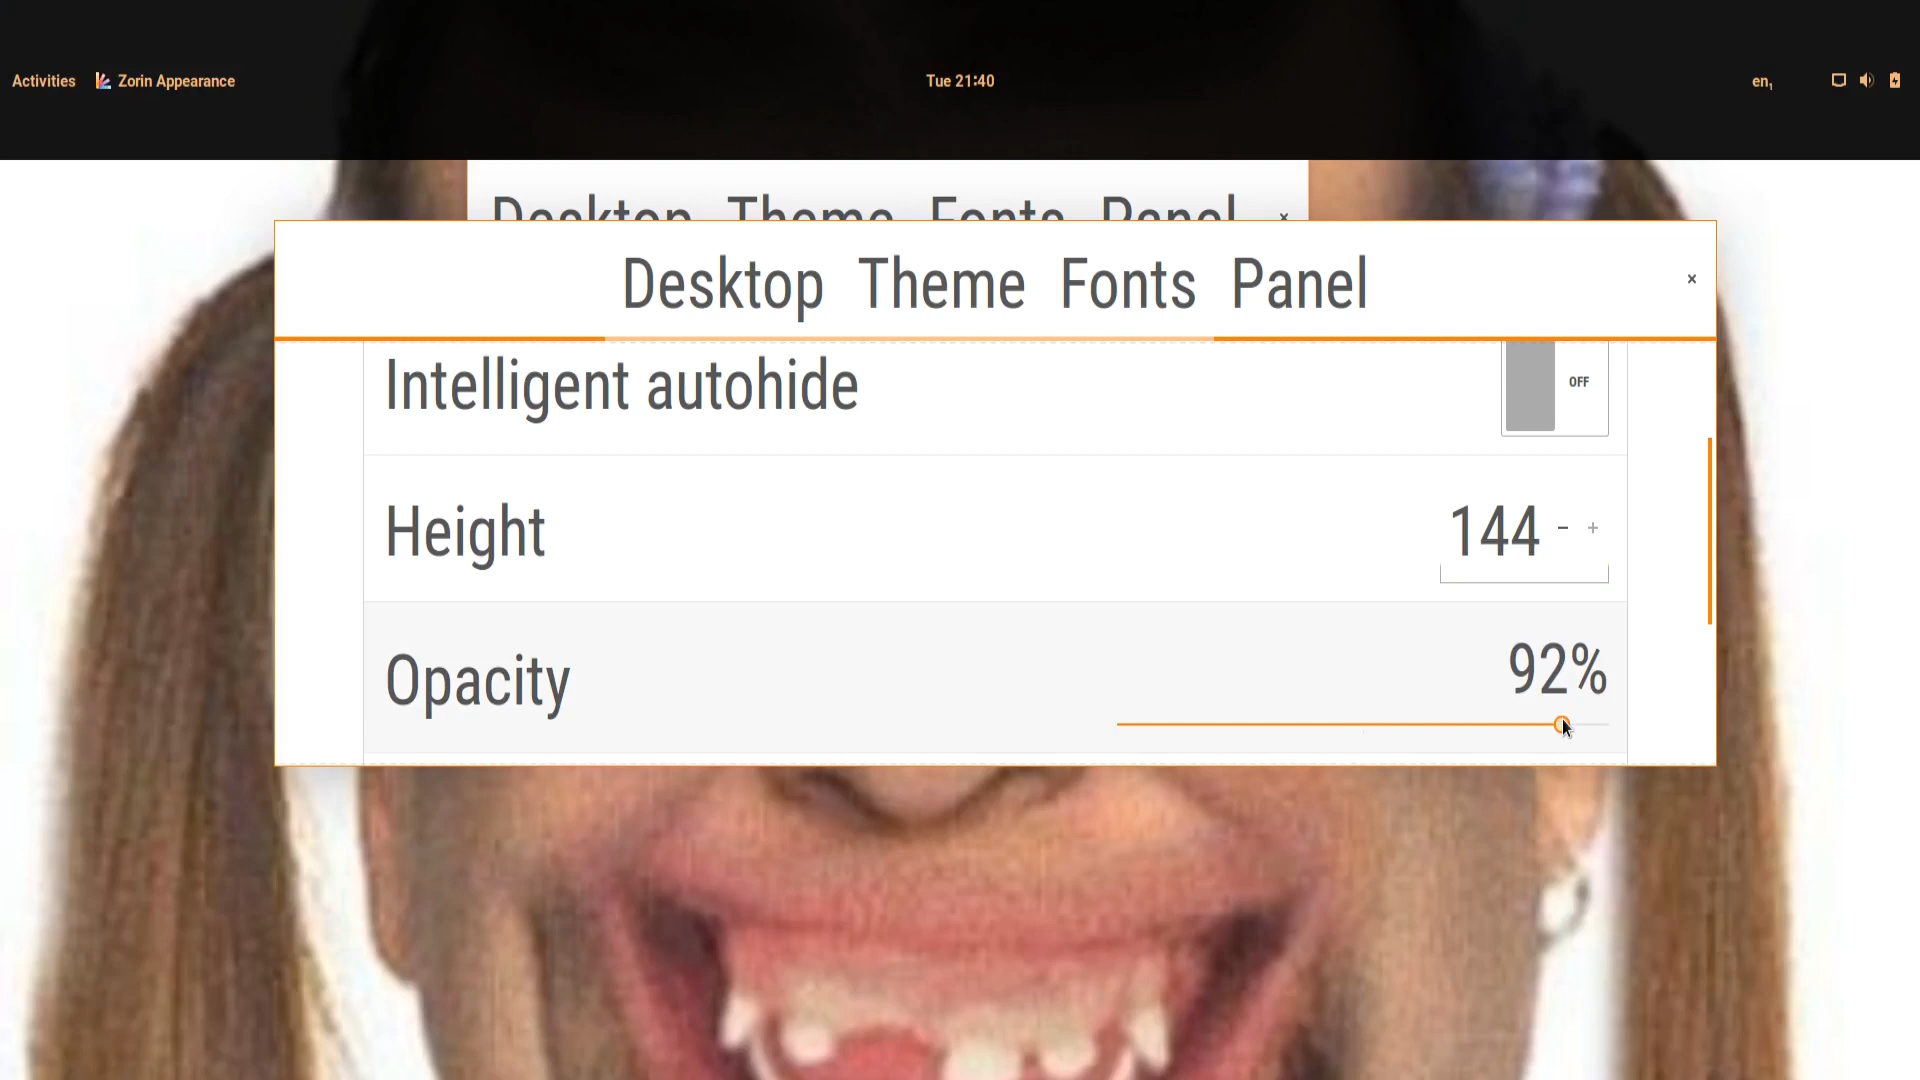 Activities Zorin Appearance Tue 21:40 en1
Desktop Theme Fonts Panel ×
Desktop Theme Fonts Panel ×
Intelligent autohide OFF
Height 144 − +
Opacity 92%